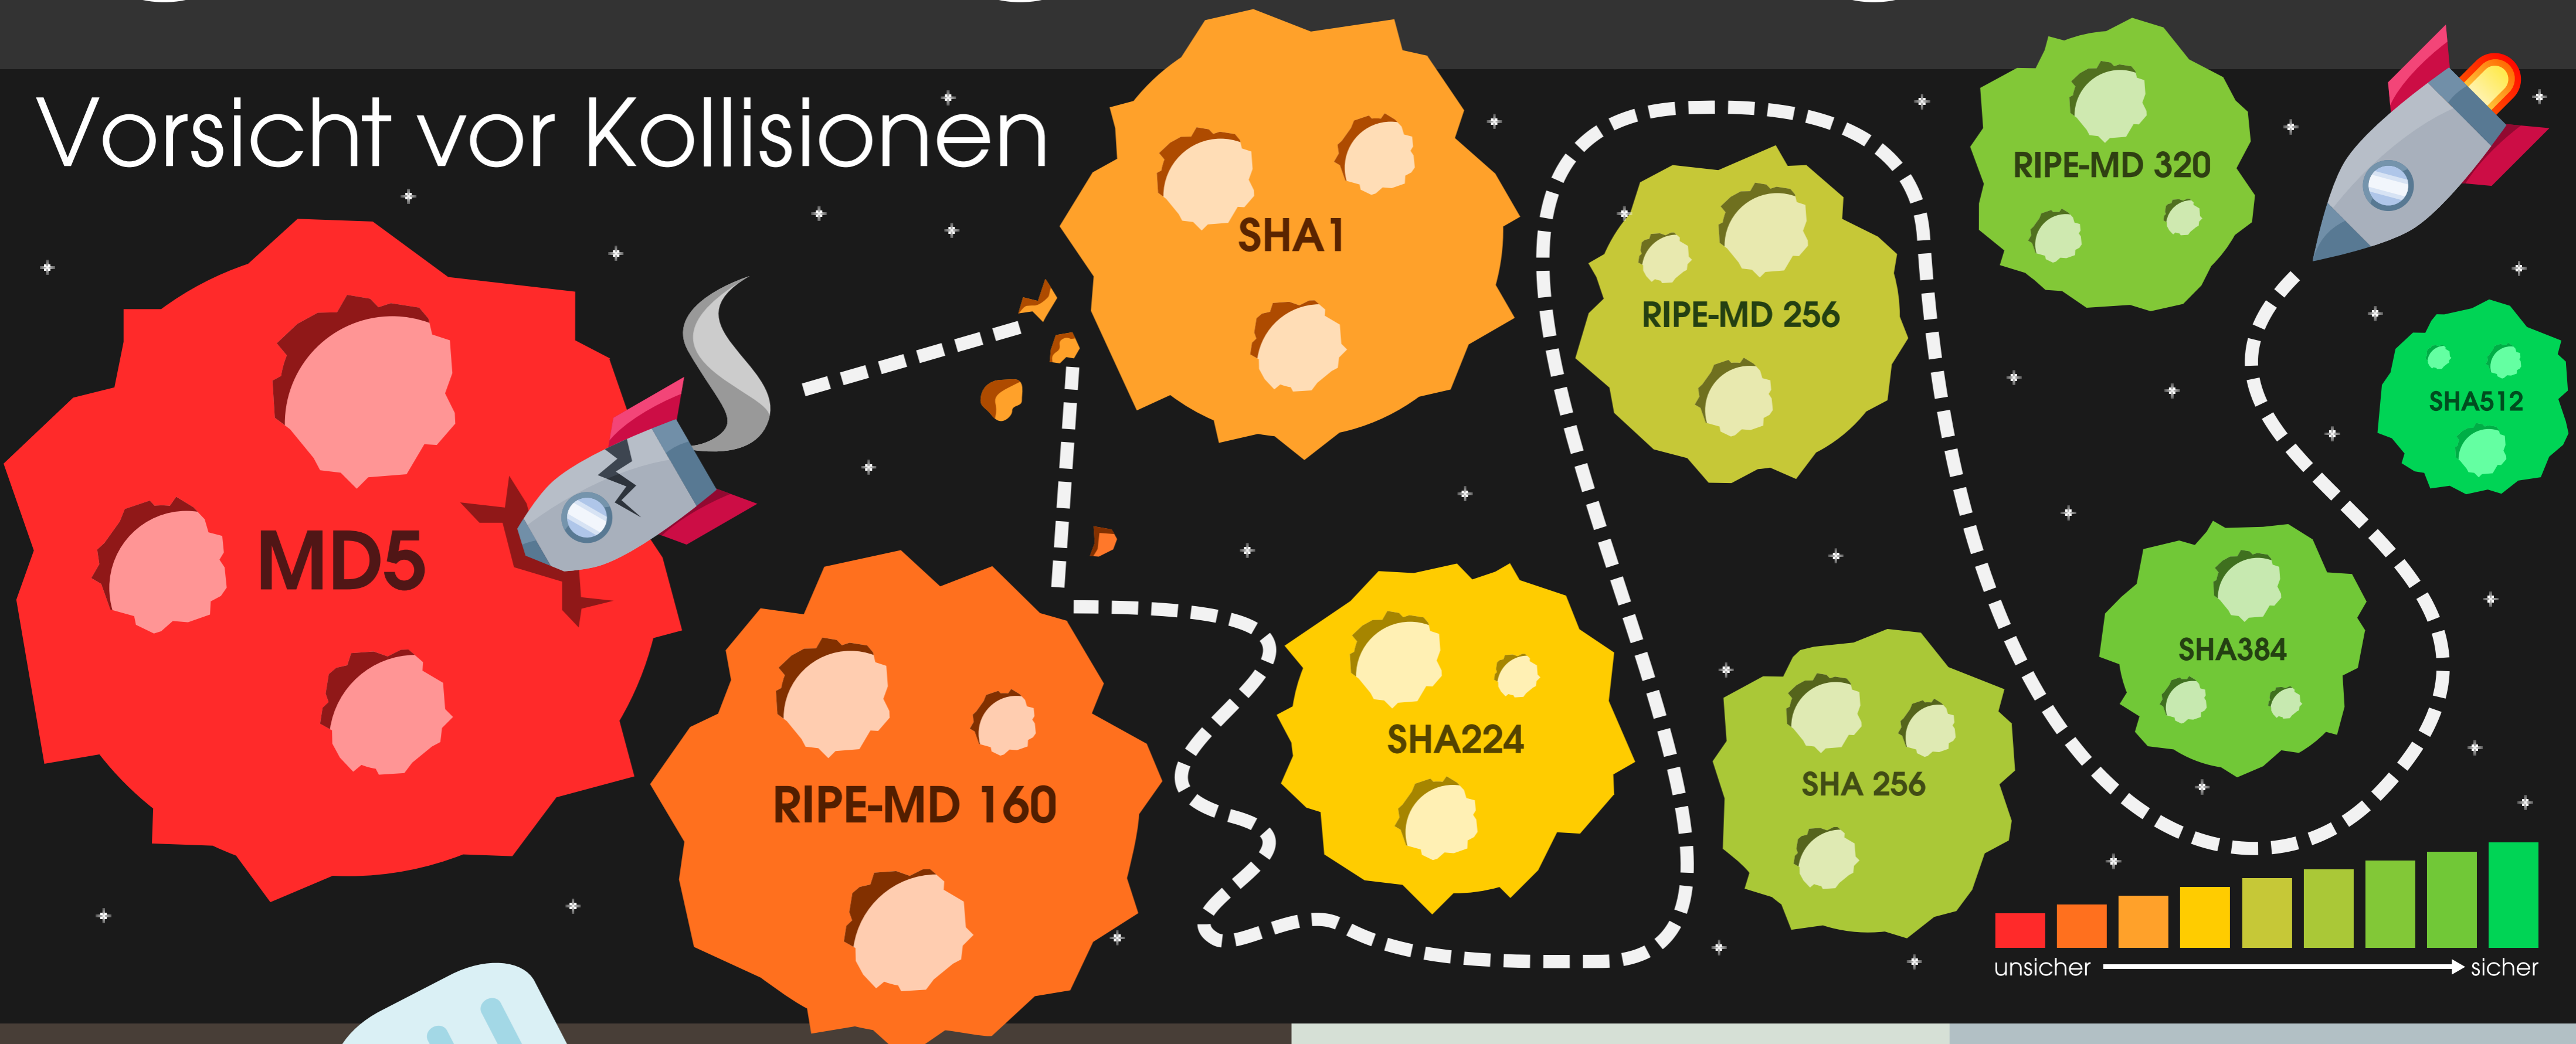 Vorsicht vor Kollisionen
SHA1
RIPE-MD 320
RIPE-MD 256
SHA512
MD5
SHA384
SHA224
RIPE-MD 160
SHA 256
unsicher
sicher